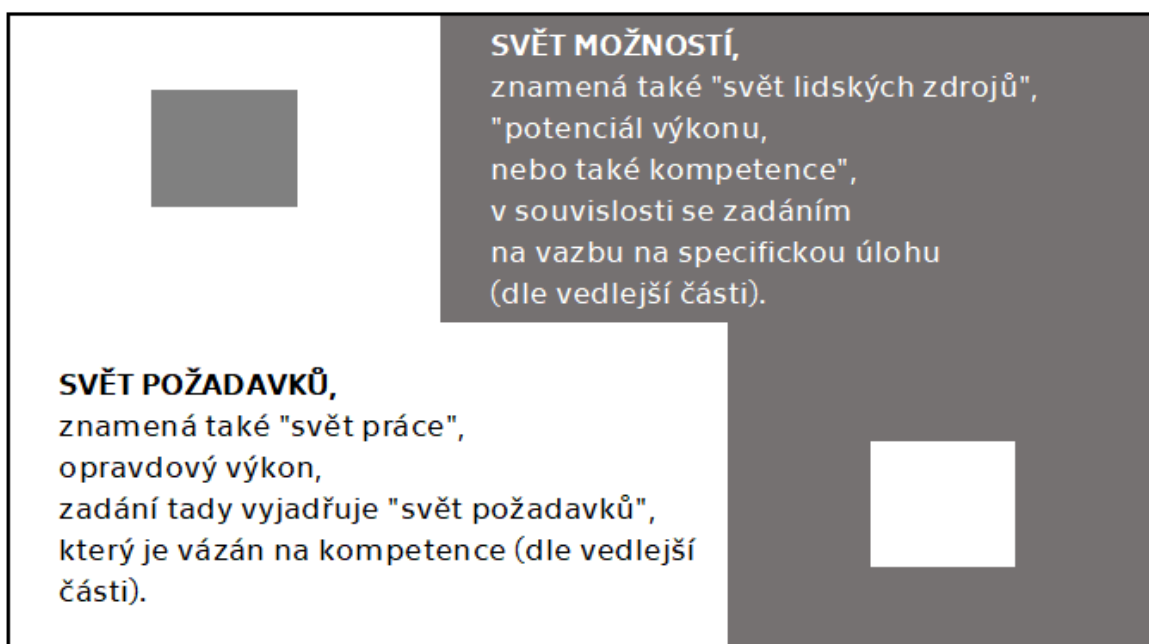 SVĚT MOŽNOSTÍ,
znamená také "svět lidských zdrojů",
"potenciál výkonu,
nebo také kompetence",
v souvislosti se zadáním
na vazbu na specifickou úlohu
(dle vedlejší části).
SVĚT POŽADAVKŮ,
znamená také "svět práce",
opravdový výkon,
zadání tady vyjadřuje "svět požadavků",
který je vázán na kompetence (dle vedlejší
části).